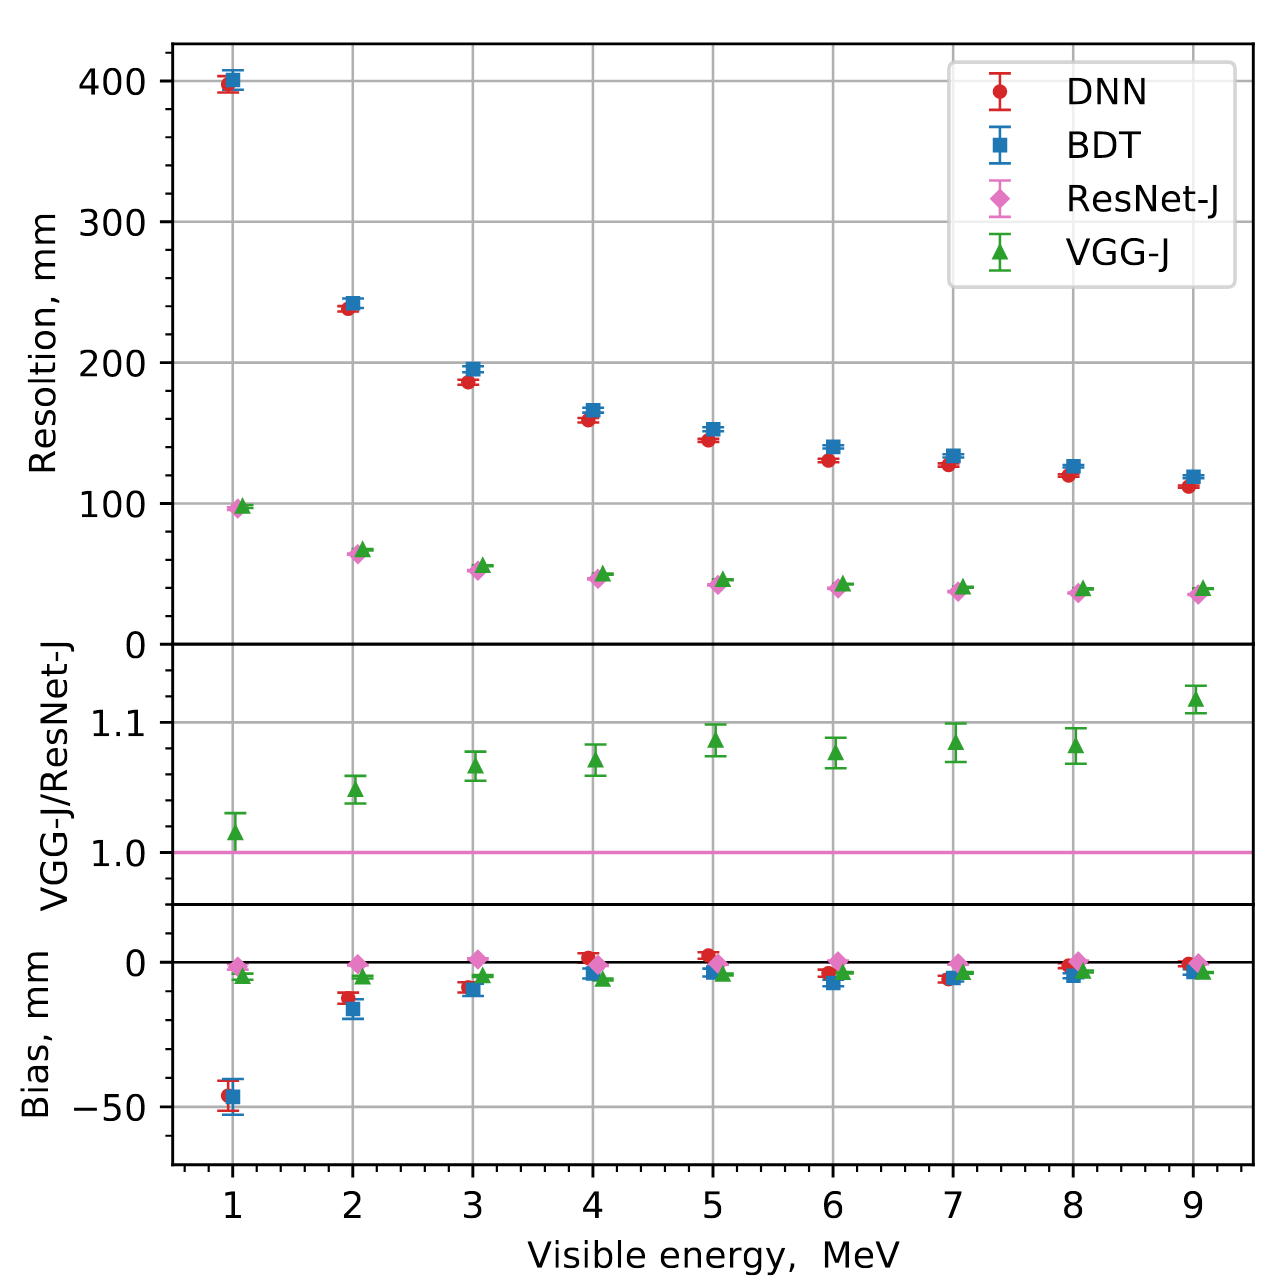 400
300
200
100
0
Resoltion, mm
DNN
BDT
ResNet-J
VGG-J
1.1
1.0
VGG-J/ResNet-J
0
−50
Bias, mm
1 2 3 4 5 6 7 8 9
Visible energy, MeV